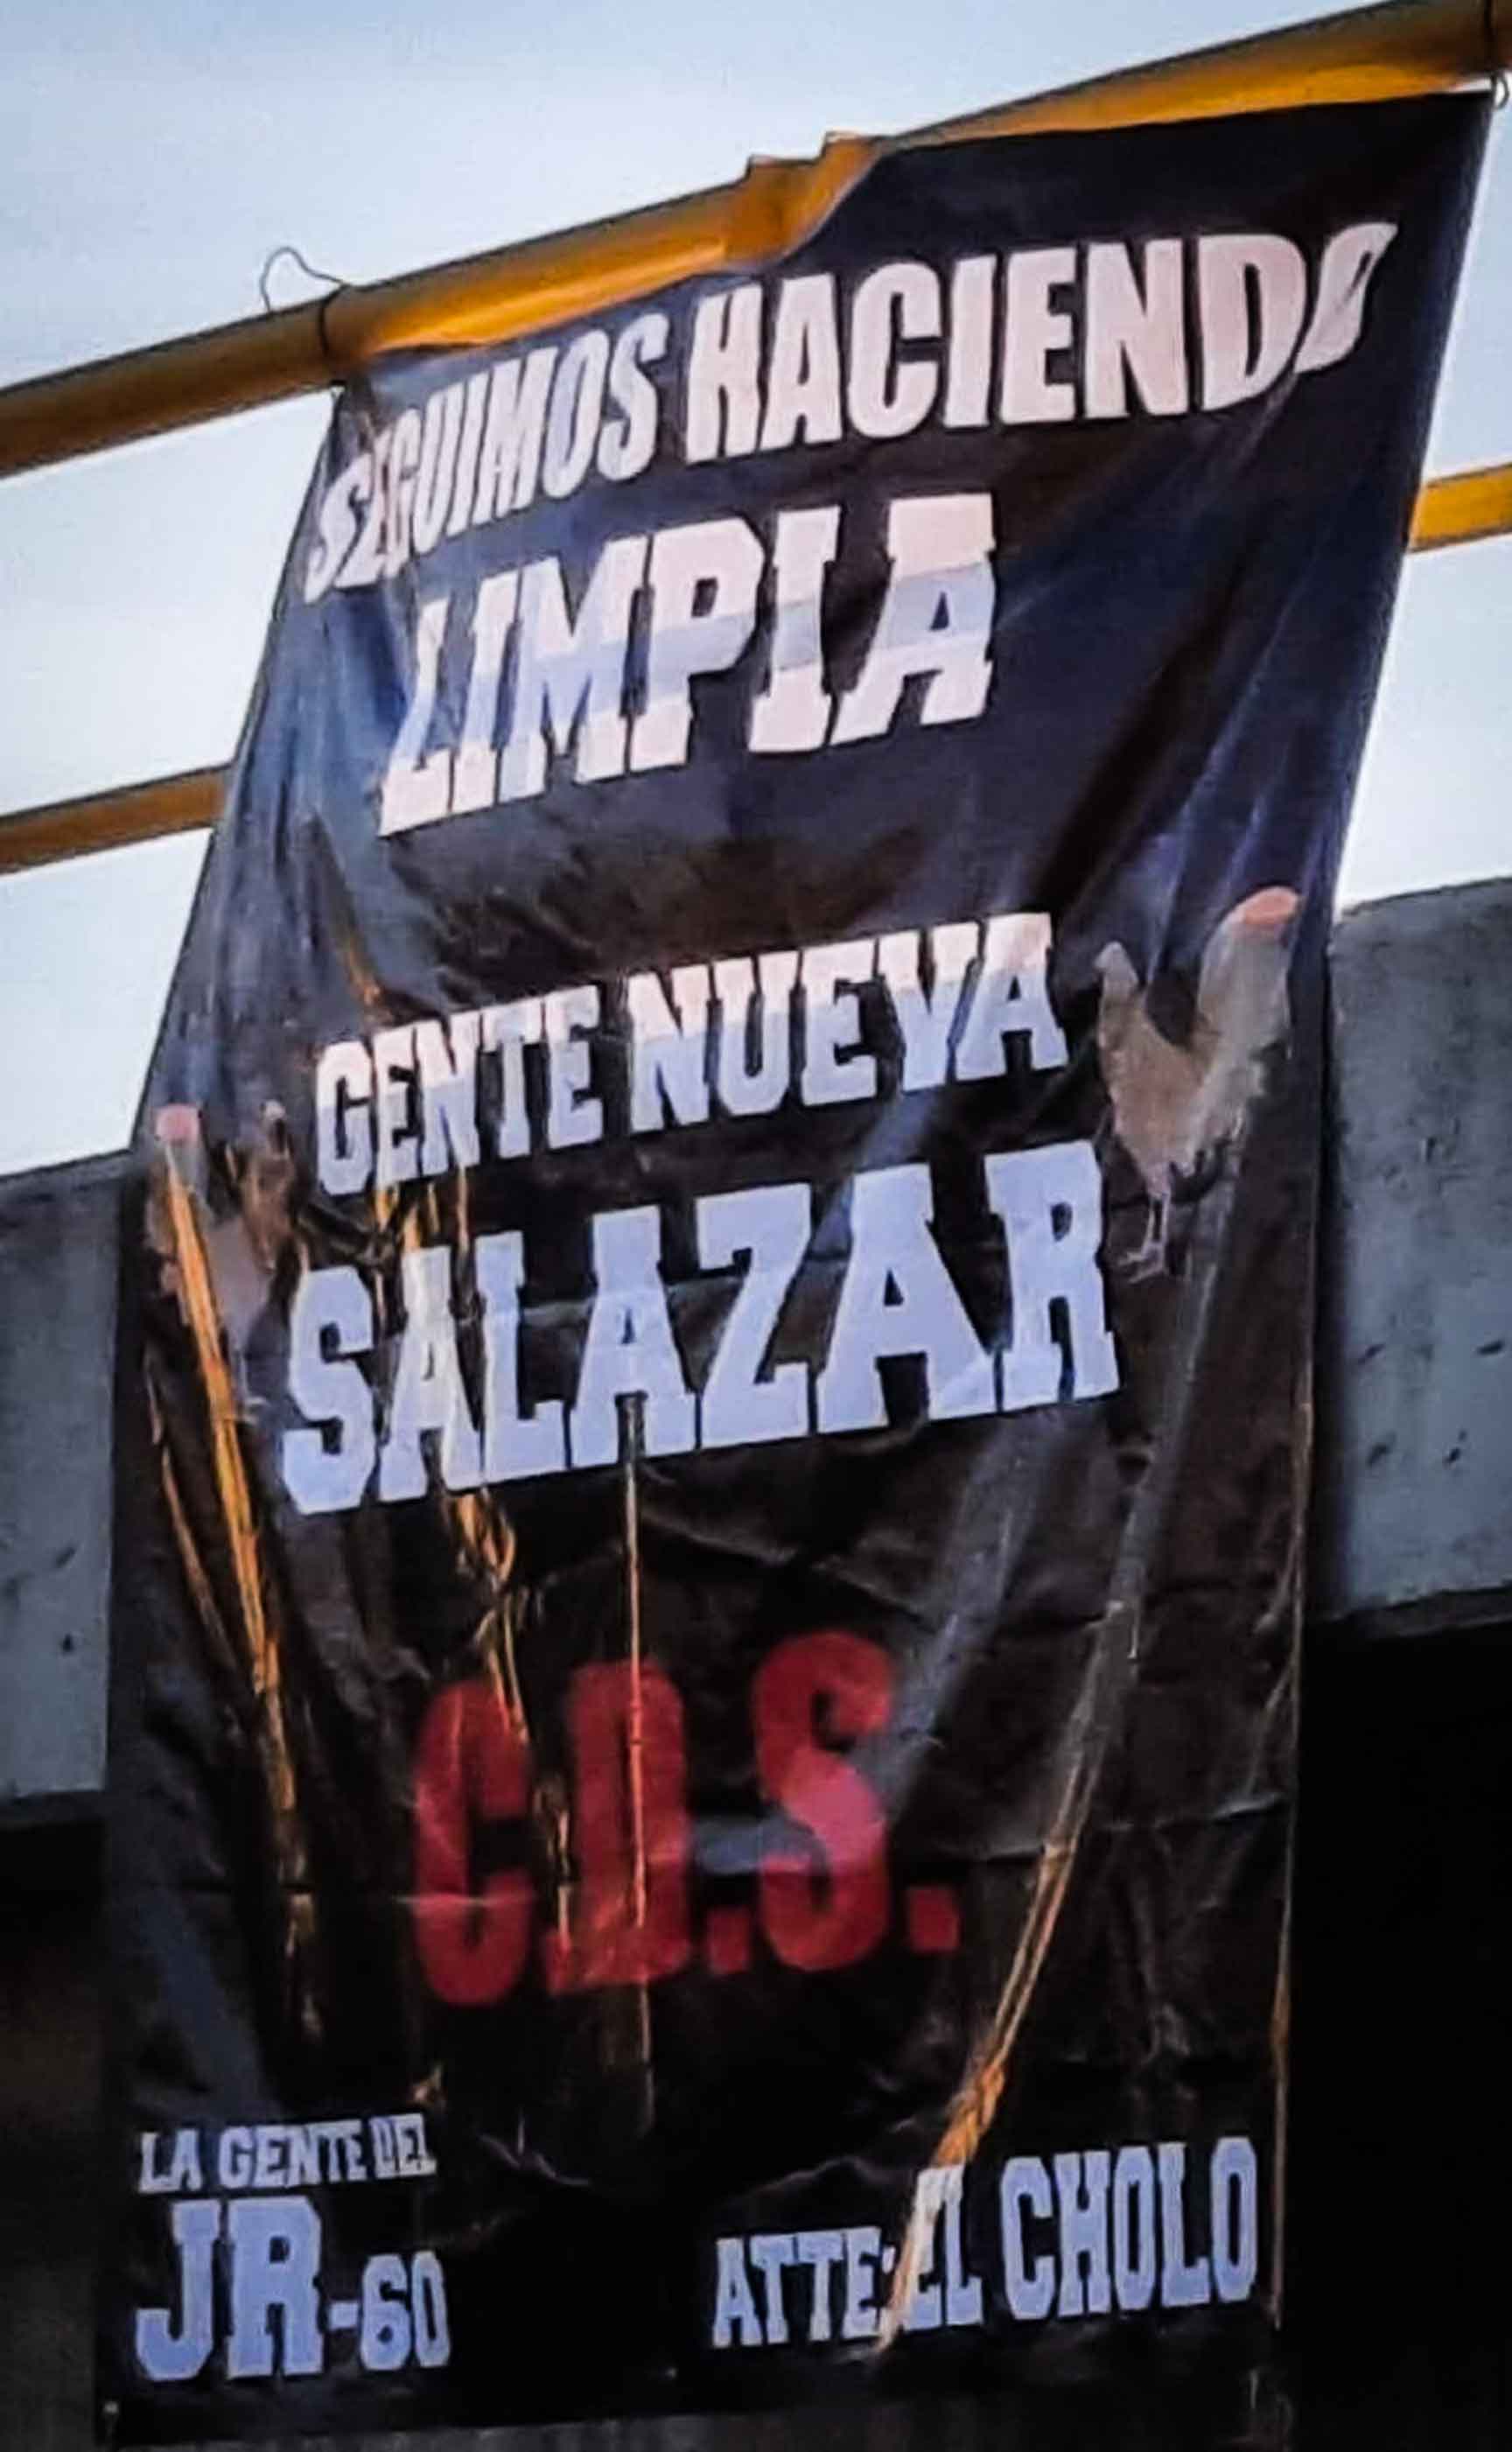 SEGUIMOS HACIENDO
LIMPIA
GENTE NUEVA
SALAZAR
C.D.S.
LA GENTE DEL
JR-60
ATTE: EL CHOLO